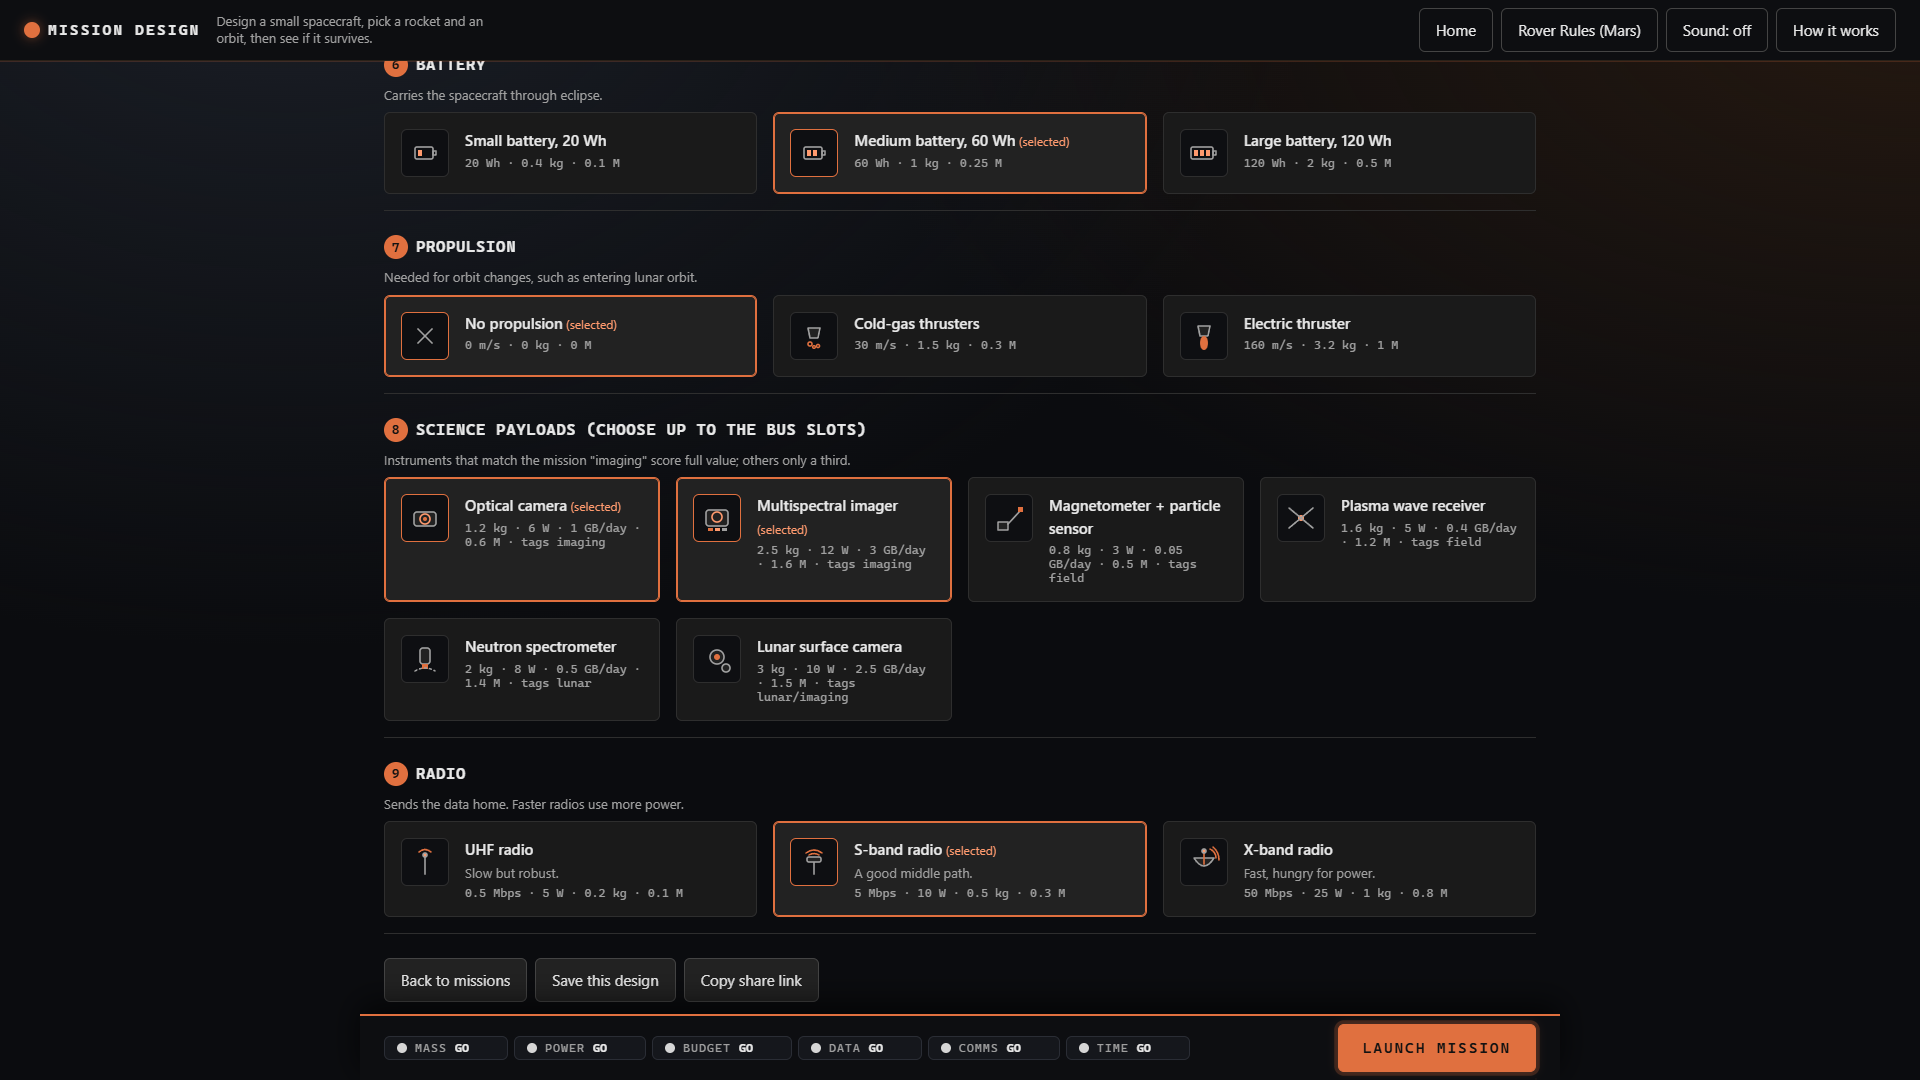 MISSION DESIGN
Design a small spacecraft, pick a rocket and an
orbit, then see if it survives.
Home
Rover Rules (Mars)
Sound: off
How it works
6 BATTERY
Carries the spacecraft through eclipse.
Small battery, 20 Wh
20 Wh · 0.4 kg · 0.1 M
Medium battery, 60 Wh (selected)
60 Wh · 1 kg · 0.25 M
Large battery, 120 Wh
120 Wh · 2 kg · 0.5 M
7 PROPULSION
Needed for orbit changes, such as entering lunar orbit.
No propulsion (selected)
0 m/s · 0 kg · 0 M
Cold-gas thrusters
30 m/s · 1.5 kg · 0.3 M
Electric thruster
160 m/s · 3.2 kg · 1 M
8 SCIENCE PAYLOADS (CHOOSE UP TO THE BUS SLOTS)
Instruments that match the mission "imaging" score full value; others only a third.
Optical camera (selected)
1.2 kg · 6 W · 1 GB/day ·
0.6 M · tags imaging
Multispectral imager
(selected)
2.5 kg · 12 W · 3 GB/day
· 1.6 M · tags imaging
Magnetometer + particle
sensor
0.8 kg · 3 W · 0.05
GB/day · 0.5 M · tags
field
Plasma wave receiver
1.6 kg · 5 W · 0.4 GB/day
· 1.2 M · tags field
Neutron spectrometer
2 kg · 8 W · 0.5 GB/day ·
1.4 M · tags lunar
Lunar surface camera
3 kg · 10 W · 2.5 GB/day
· 1.5 M · tags
lunar/imaging
9 RADIO
Sends the data home. Faster radios use more power.
UHF radio
Slow but robust.
0.5 Mbps · 5 W · 0.2 kg · 0.1 M
S-band radio (selected)
A good middle path.
5 Mbps · 10 W · 0.5 kg · 0.3 M
X-band radio
Fast, hungry for power.
50 Mbps · 25 W · 1 kg · 0.8 M
Back to missions
Save this design
Copy share link
MASS GO
POWER GO
BUDGET GO
DATA GO
COMMS GO
TIME GO
LAUNCH MISSION